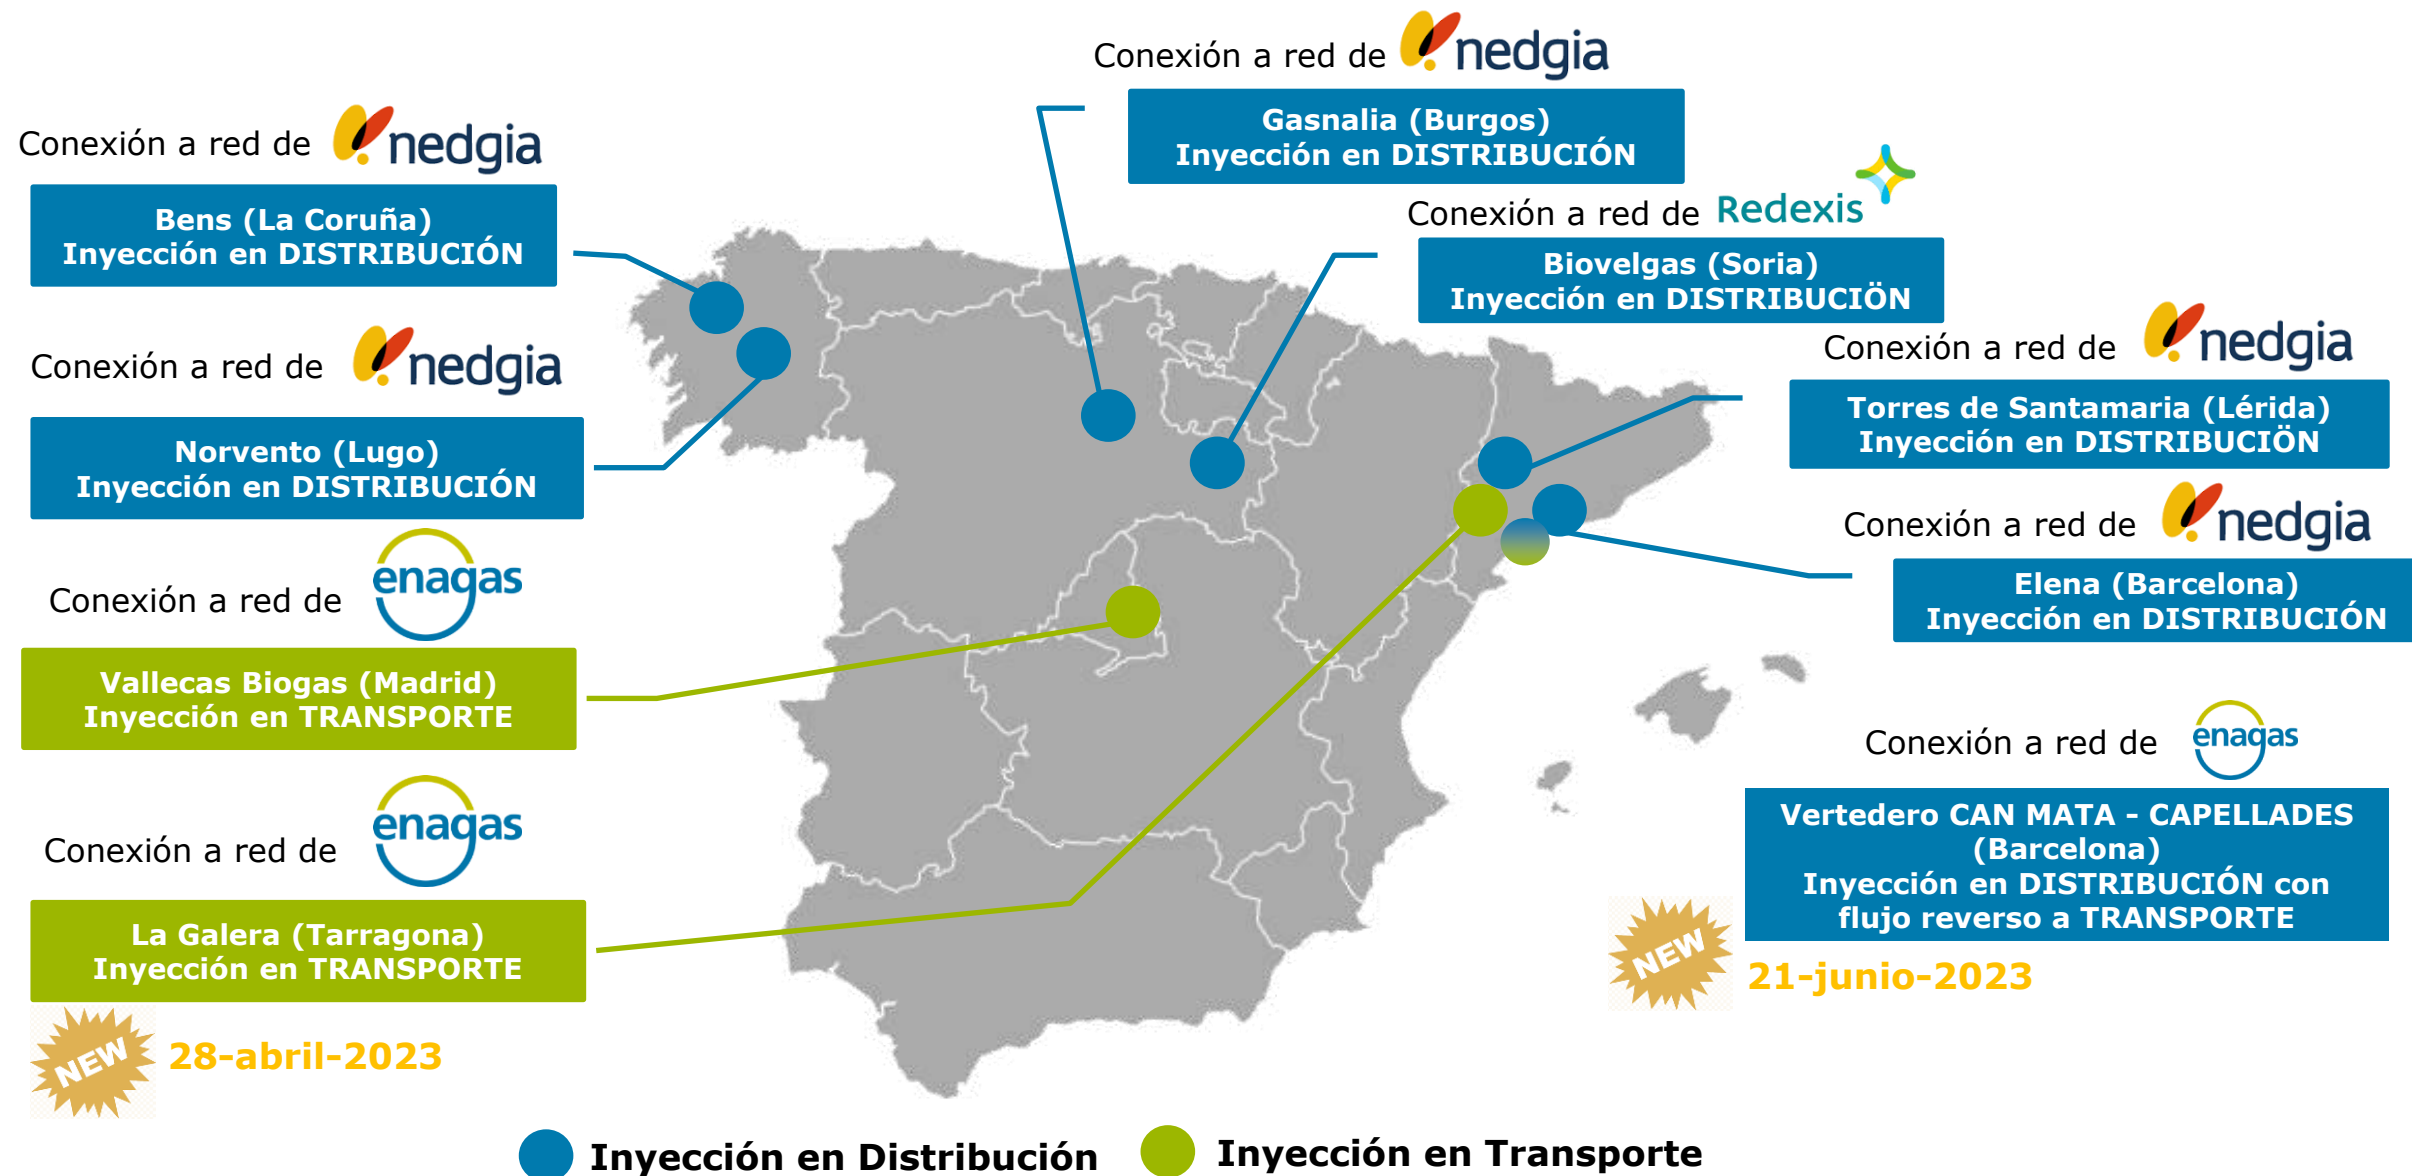 Conexión a red de nedgia
Bens (La Coruña)
Inyección en DISTRIBUCIÓN
Conexión a red de nedgia
Norvento (Lugo)
Inyección en DISTRIBUCIÓN
Conexión a red de enagas
Vallecas Biogas (Madrid)
Inyección en TRANSPORTE
Conexión a red de enagas
La Galera (Tarragona)
Inyección en TRANSPORTE
NEW 28-abril-2023
Conexión a red de nedgia
Gasnalia (Burgos)
Inyección en DISTRIBUCIÓN
Conexión a red de Redexis
Biovelgas (Soria)
Inyección en DISTRIBUCIÖN
Conexión a red de nedgia
Torres de Santamaria (Lérida)
Inyección en DISTRIBUCIÖN
Conexión a red de nedgia
Elena (Barcelona)
Inyección en DISTRIBUCIÓN
Conexión a red de enagas
Vertedero CAN MATA - CAPELLADES
(Barcelona)
Inyección en DISTRIBUCIÓN con
flujo reverso a TRANSPORTE
NEW 21-junio-2023
Inyección en Distribución
Inyección en Transporte